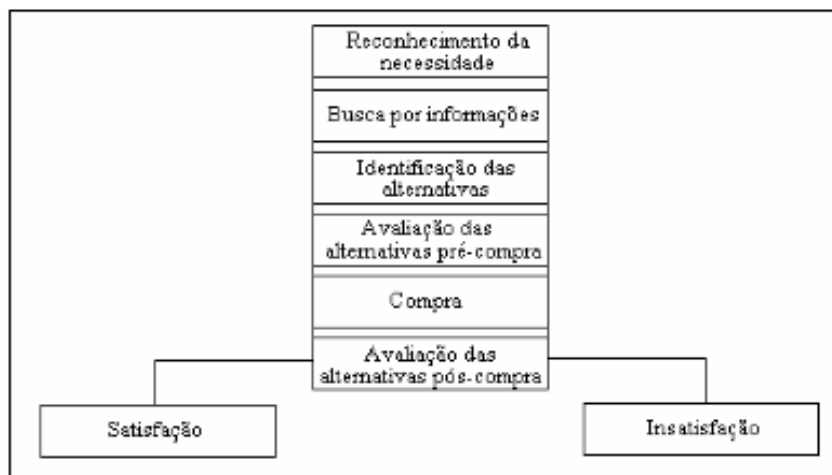 Reconhecimento da
necessidade
Busca por informações
Identificação das
alternativas
Avaliação das
alternativas pré-compra
Compra
Avaliação das
alternativas pós-compra
Satisfação
Insatisfação